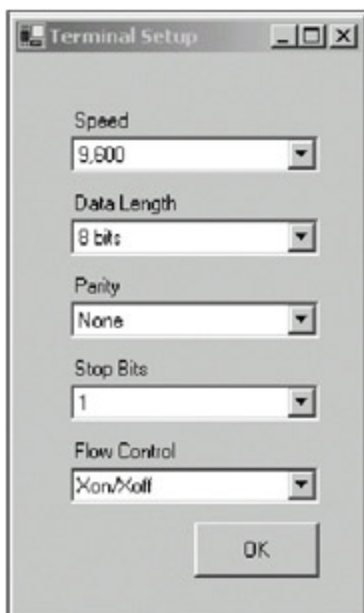 Terminal Setup
Speed
9,600
Data Length
8 bits
Parity
None
Stop Bits
1
Flow Control
Xon/Xoff
OK